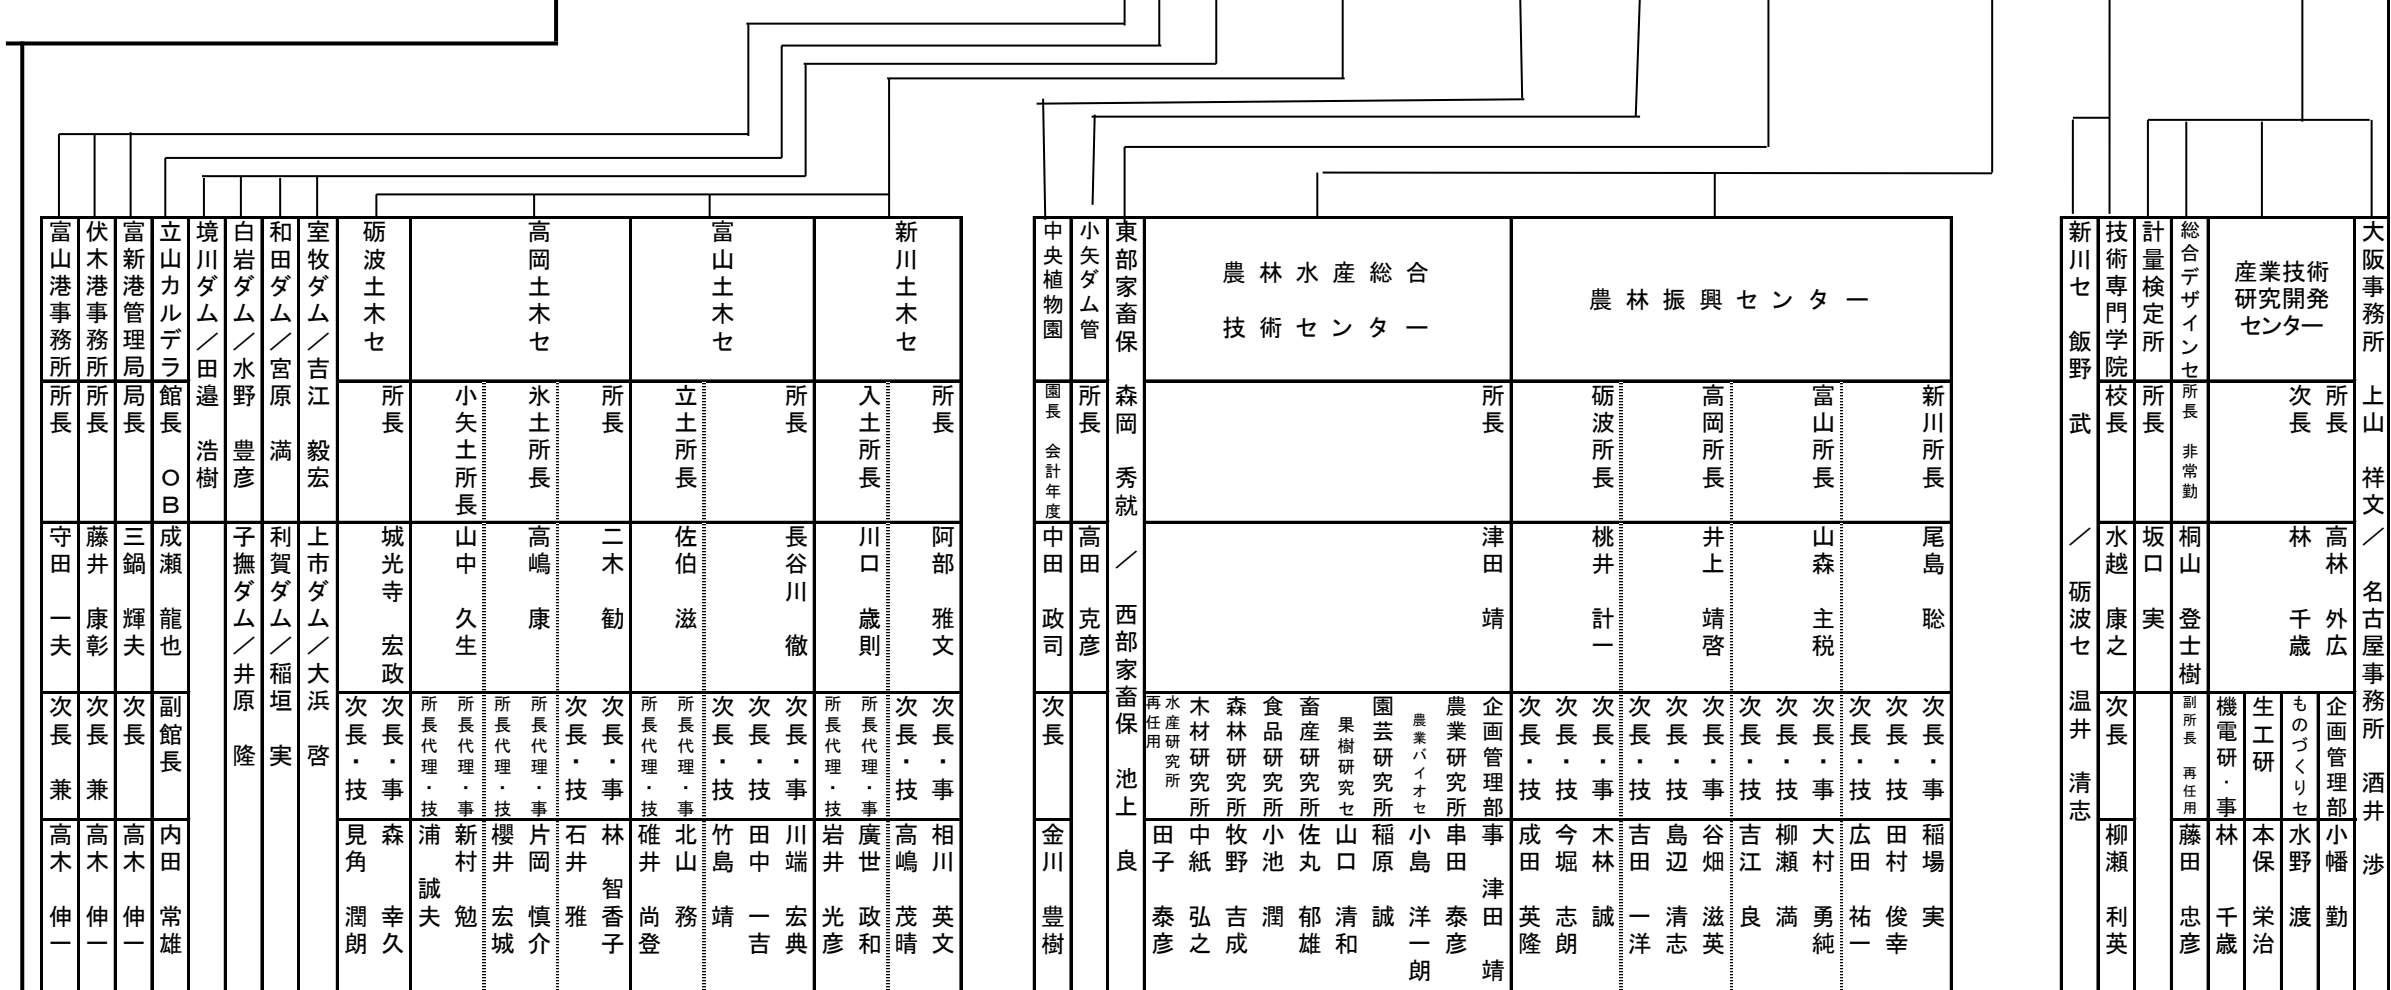 大阪事務所 上山 祥文／名古屋事務所 酒井 渉
産業技術
研究開発
センター
所長
次長
高林 外広
林 千歳
企画管理部
小幡 勤
ものづくりセ
水野 渡
生工研
本保 栄治
機電研・事
林 千歳
総合デザインセ
所長 非常勤
桐山 登士樹
副所長 再任用
藤田 忠彦
計量検定所
所長
坂口 実
技術専門学院
校長
水越 康之
次長
柳瀬 利英
新川セ 飯野 武 ／ 砺波セ 温井 清志
農林振興センター
新川所長
尾島 聡
次長・事
稲場 実
次長・技
田村 俊幸
次長・技
広田 祐一
富山所長
山森 主税
次長・事
大村 勇純
次長・技
柳瀬 満
次長・技
吉江 良
高岡所長
井上 靖啓
次長・事
谷畑 滋英
次長・技
島辺 清志
次長・技
吉田 一洋
砺波所長
桃井 計一
次長・事
木林 誠
次長・技
今堀 志朗
次長・技
成田 英隆
農林水産総合
技術センター
所長
津田 靖
企画管理部
事 津田 靖
農業研究所
串田 泰彦
農業バイオセ
小島 洋一朗
園芸研究所
稲原 誠
果樹研究セ
山口 清和
畜産研究所
佐丸 郁雄
食品研究所
小池 潤
森林研究所
牧野 吉成
木材研究所
中紙 弘之
水産研究所
再任用
田子 泰彦
東部家畜保 森岡 秀就 ／ 西部家畜保 池上 良
小矢ダム管
所長
高田 克彦
中央植物園
園長 会計年度
中田 政司
次長
金川 豊樹
新川土木セ
所長
阿部 雅文
次長・事
相川 英文
次長・技
高嶋 茂晴
入土所長
川口 歳則
所長代理・事
廣世 政和
所長代理・技
岩井 光彦
富山土木セ
所長
長谷川 徹
次長・事
川端 宏典
次長・技
田中 一吉
次長・技
竹島 靖
立土所長
佐伯 滋
所長代理・事
北山 務
所長代理・技
碓井 尚登
高岡土木セ
所長
二木 勧
次長・事
林 智香子
次長・技
石井 雅
氷土所長
高嶋 康
所長代理・事
片岡 慎介
所長代理・技
櫻井 宏城
小矢土所長
山中 久生
所長代理・事
新村 勉
所長代理・技
浦 誠夫
砺波土木セ
所長
城光寺 宏政
次長・事
森 幸久
次長・技
見角 潤朗
室牧ダム／吉江 毅宏 上市ダム／大浜 啓
和田ダム／宮原 満 利賀ダム／稲垣 実
白岩ダム／水野 豊彦 子撫ダム／井原 隆
境川ダム／田邉 浩樹
立山カルデラ
館長 OB
成瀬 龍也
副館長
内田 常雄
富新港管理局
局長
三鍋 輝夫
次長
高木 伸一
伏木港事務所
所長
藤井 康彰
次長 兼
高木 伸一
富山港事務所
所長
守田 一夫
次長 兼
高木 伸一